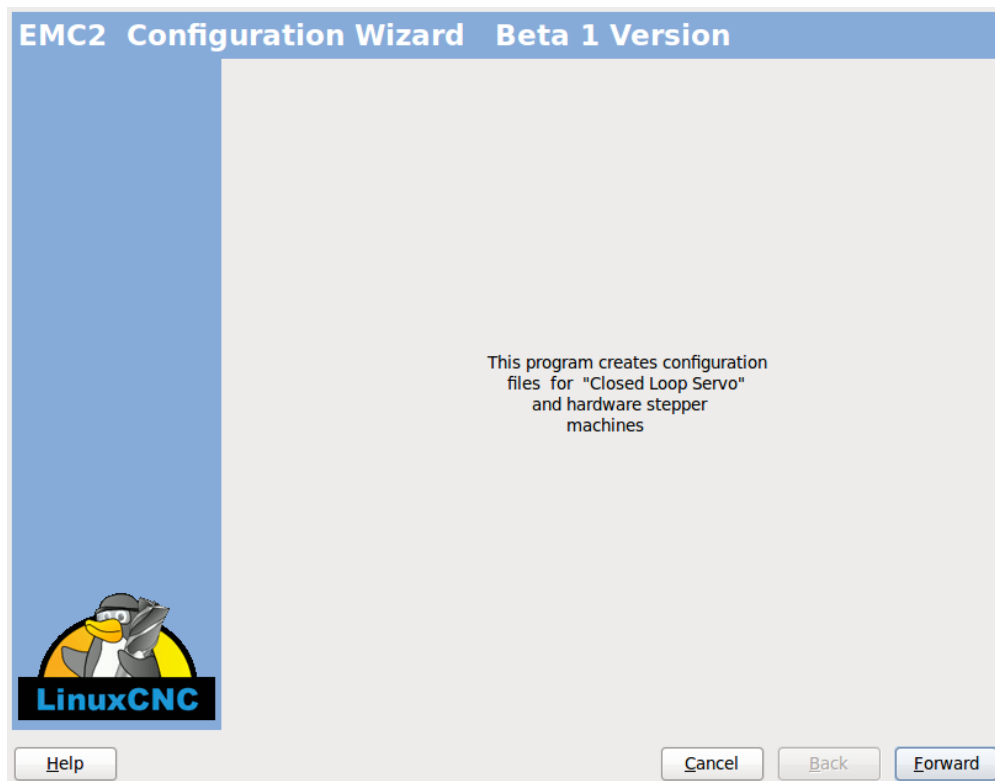 EMC2  Configuration Wizard   Beta 1 Version
This program creates configuration
files  for  "Closed Loop Servo"
and hardware stepper
machines
LinuxCNC
Help
Cancel
Back
Forward